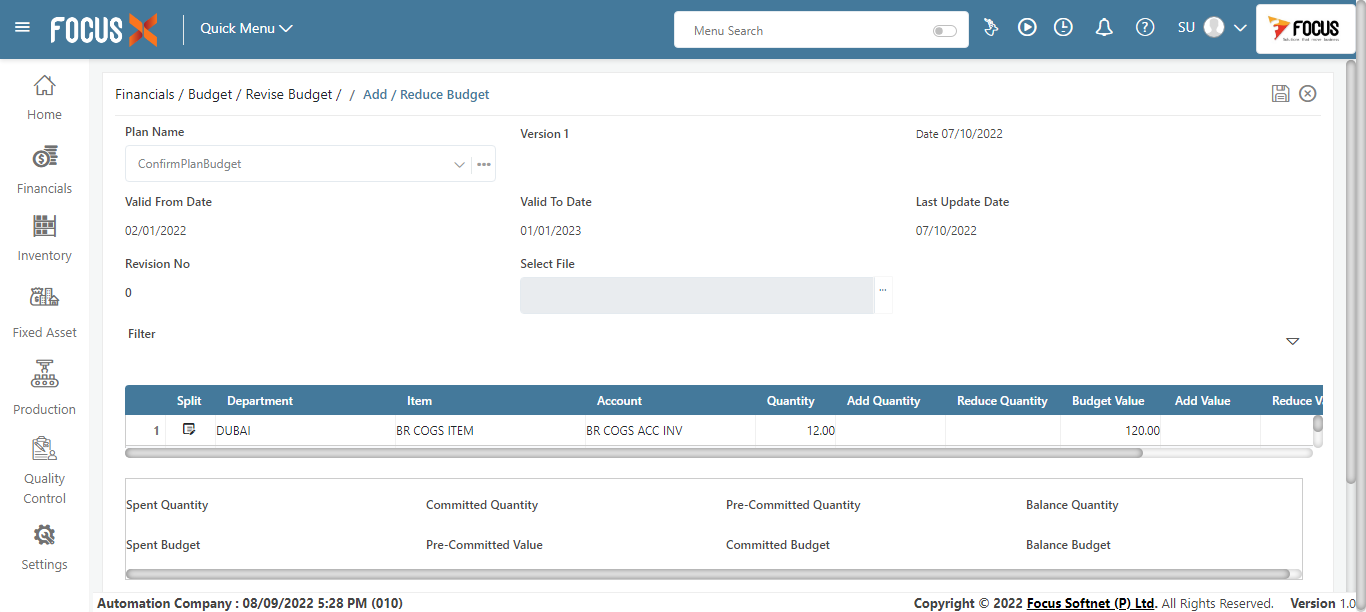 FOCUS X
Quick Menu
Menu Search
SU
FOCUS
Home
Financials
Inventory
Fixed Asset
Production
Quality
Control
Settings
Financials / Budget / Revise Budget / / Add / Reduce Budget
Plan Name
Version 1
Date 07/10/2022
ConfirmPlanBudget
Valid From Date
Valid To Date
Last Update Date
02/01/2022
01/01/2023
07/10/2022
Revision No
Select File
0
...
Filter
Split Department Item Account Quantity Add Quantity Reduce Quantity Budget Value Add Value Reduce V
1 DUBAI BR COGS ITEM BR COGS ACC INV 12.00 120.00
Spent Quantity Committed Quantity Pre-Committed Quantity Balance Quantity
Spent Budget Pre-Committed Value Committed Budget Balance Budget
Automation Company : 08/09/2022 5:28 PM (010)
Copyright © 2022 Focus Softnet (P) Ltd. All Rights Reserved. Version 1.0